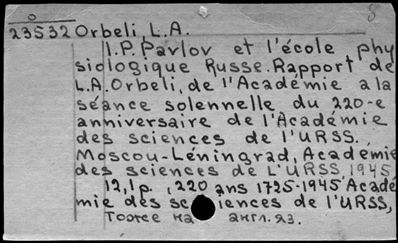 23532 Orbeli, L.A.
I.P. Pavlov et l'école phy
siologique Russe. Rapport de
L.A. Orbeli, de l'Académie a la
séance solennelle du 220-e
anniversaire de l'Académie
des sciences de l'URSS.
Moscou-Léningrad, Académie
des sciences de L'URSS, 1945
12,1p., 220 ans 1725-1945 Acadé
mie des sciences de l'URSS,
Тоже на англ. яз.